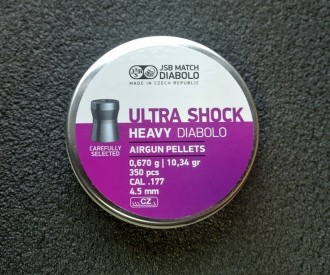 JSB MATCH
DIABOLO
MADE IN CZECH REPUBLIC
ULTRA SHOCK
HEAVY DIABOLO
CAREFULLY
SELECTED
AIRGUN PELLETS
0,670 g | 10,34 gr
350 pcs
CAL .177
4.5 mm
CZ